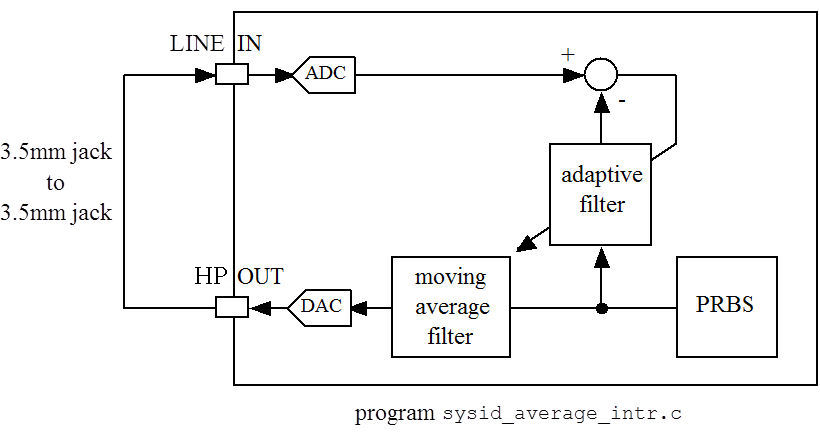 LINE IN
ADC
+
-
3.5mm jack
to
3.5mm jack
adaptive
filter
HP OUT
DAC
moving
average
filter
PRBS
program sysid_average_intr.c